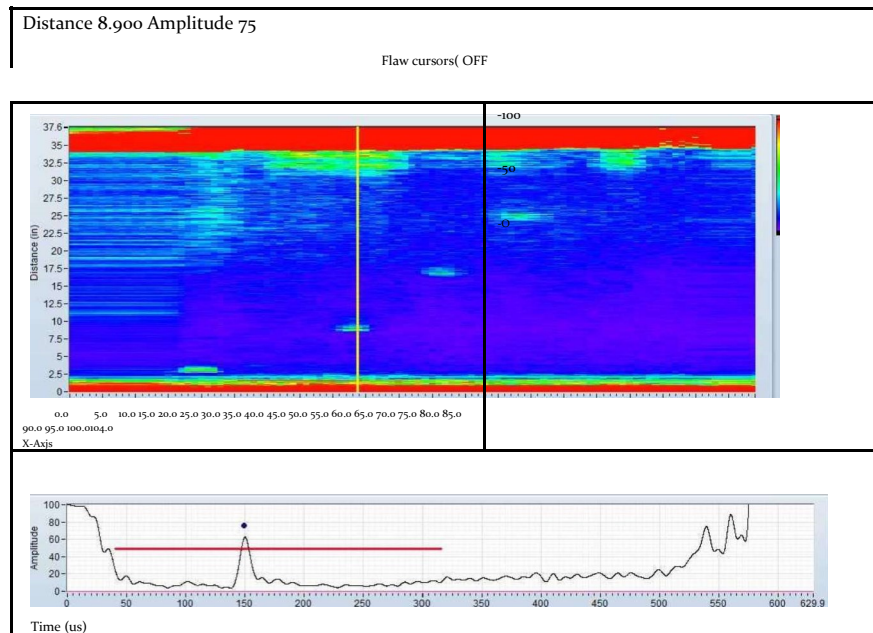 Distance 8.900 Amplitude 75
Flaw cursors( OFF
-100
-50
-0
Distance (in)
37.6
35
32.5
30
27.5
25
22.5
20
17.5
15
12.5
10
7.5
5
2.5
0
0.0 5.0 10.0 15.0 20.0 25.0 30.0 35.0 40.0 45.0 50.0 55.0 60.0 65.0 70.0 75.0 80.0 85.0
90.0 95.0 100.0104.0
X-Axjs
Amplitude
100
80
60
40
20
0
0 50 100 150 200 250 300 350 400 450 500 550 600 629.9
Time (us)